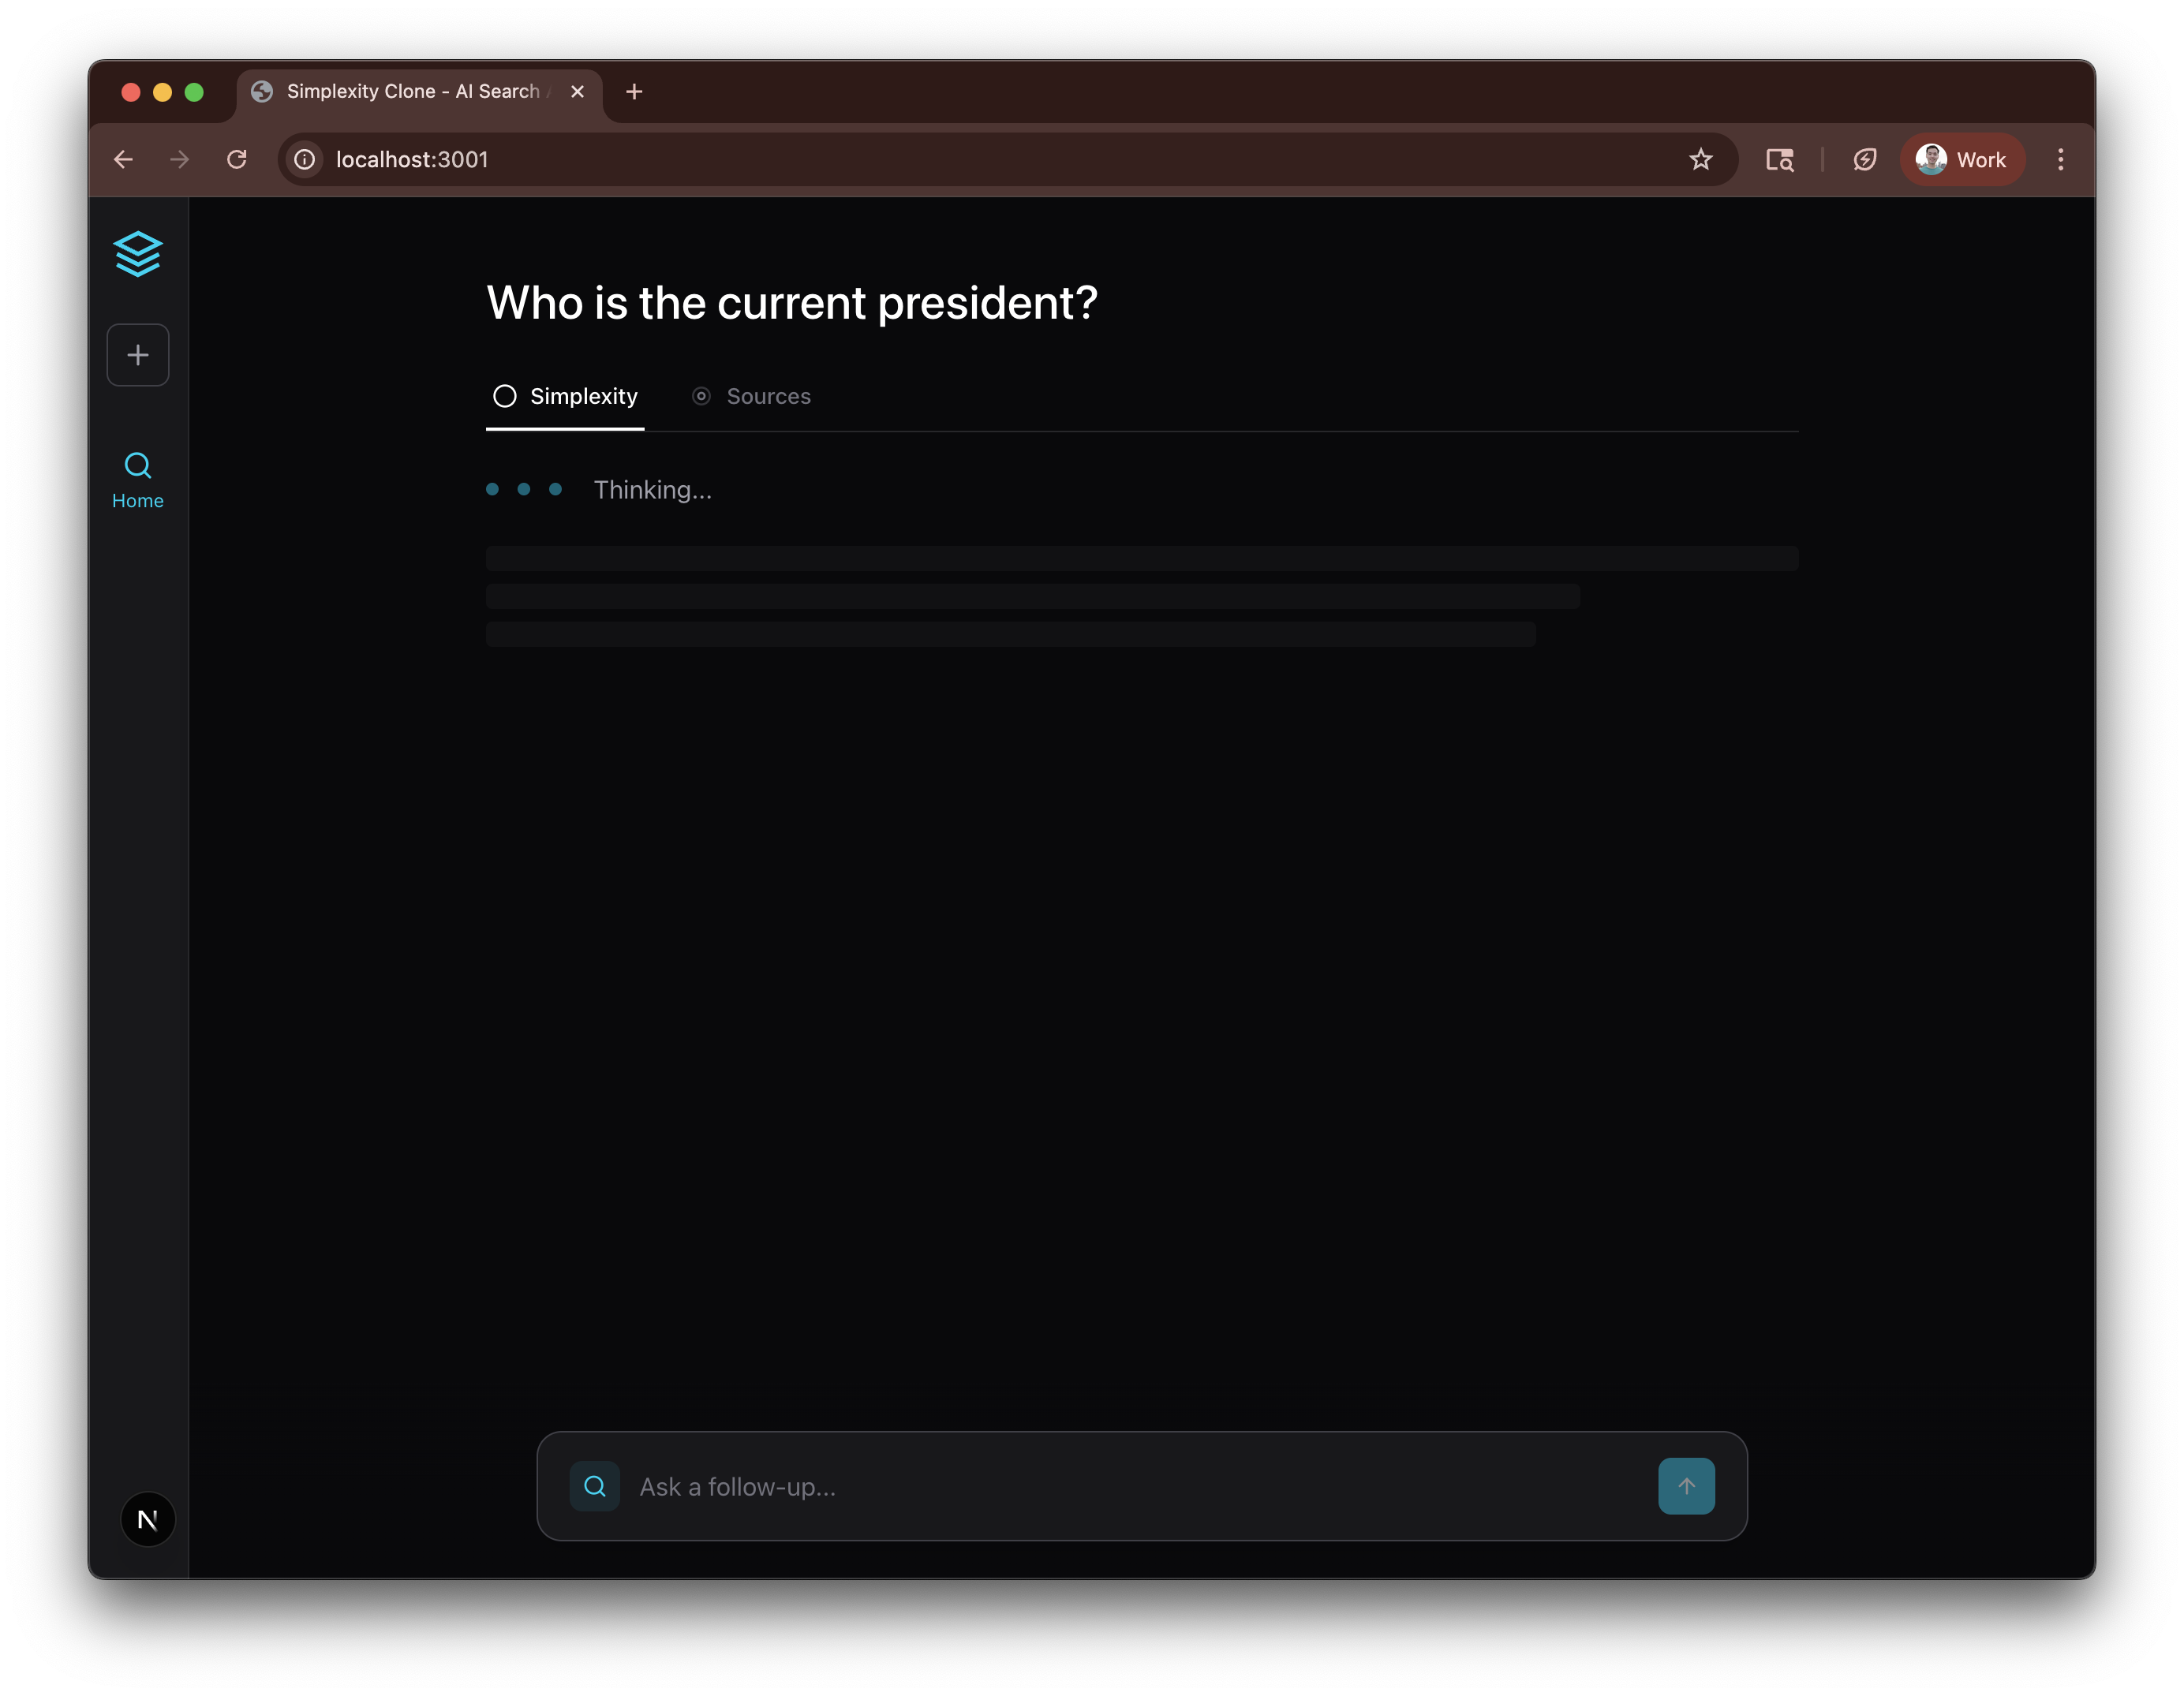 Simplexity Clone - AI Search
localhost:3001
Work
Who is the current president?
Simplexity
Sources
Home
Thinking...
Ask a follow-up...
N